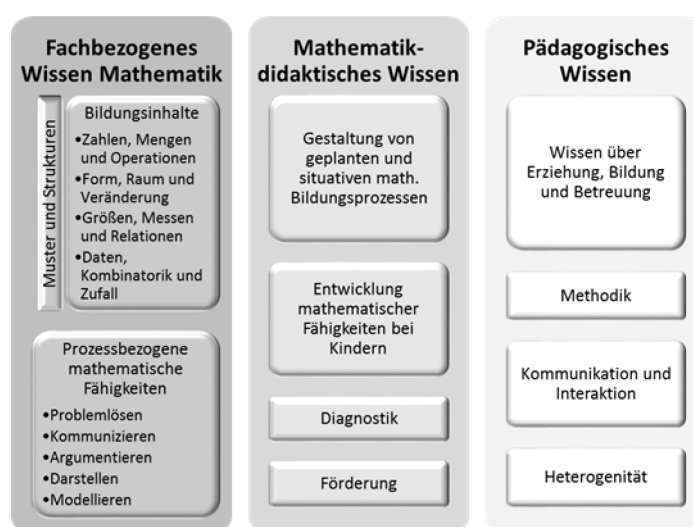 Fachbezogenes
Wissen Mathematik
Muster und Strukturen
Bildungsinhalte
•Zahlen, Mengen
und Operationen
•Form, Raum und
Veränderung
•Größen, Messen
und Relationen
•Daten,
Kombinatorik und
Zufall
Prozessbezogene
mathematische
Fähigkeiten
•Problemlösen
•Kommunizieren
•Argumentieren
•Darstellen
•Modellieren
Mathematik-
didaktisches Wissen
Gestaltung von
geplanten und
situativen math.
Bildungsprozessen
Entwicklung
mathematischer
Fähigkeiten bei
Kindern
Diagnostik
Förderung
Pädagogisches
Wissen
Wissen über
Erziehung, Bildung
und Betreuung
Methodik
Kommunikation und
Interaktion
Heterogenität